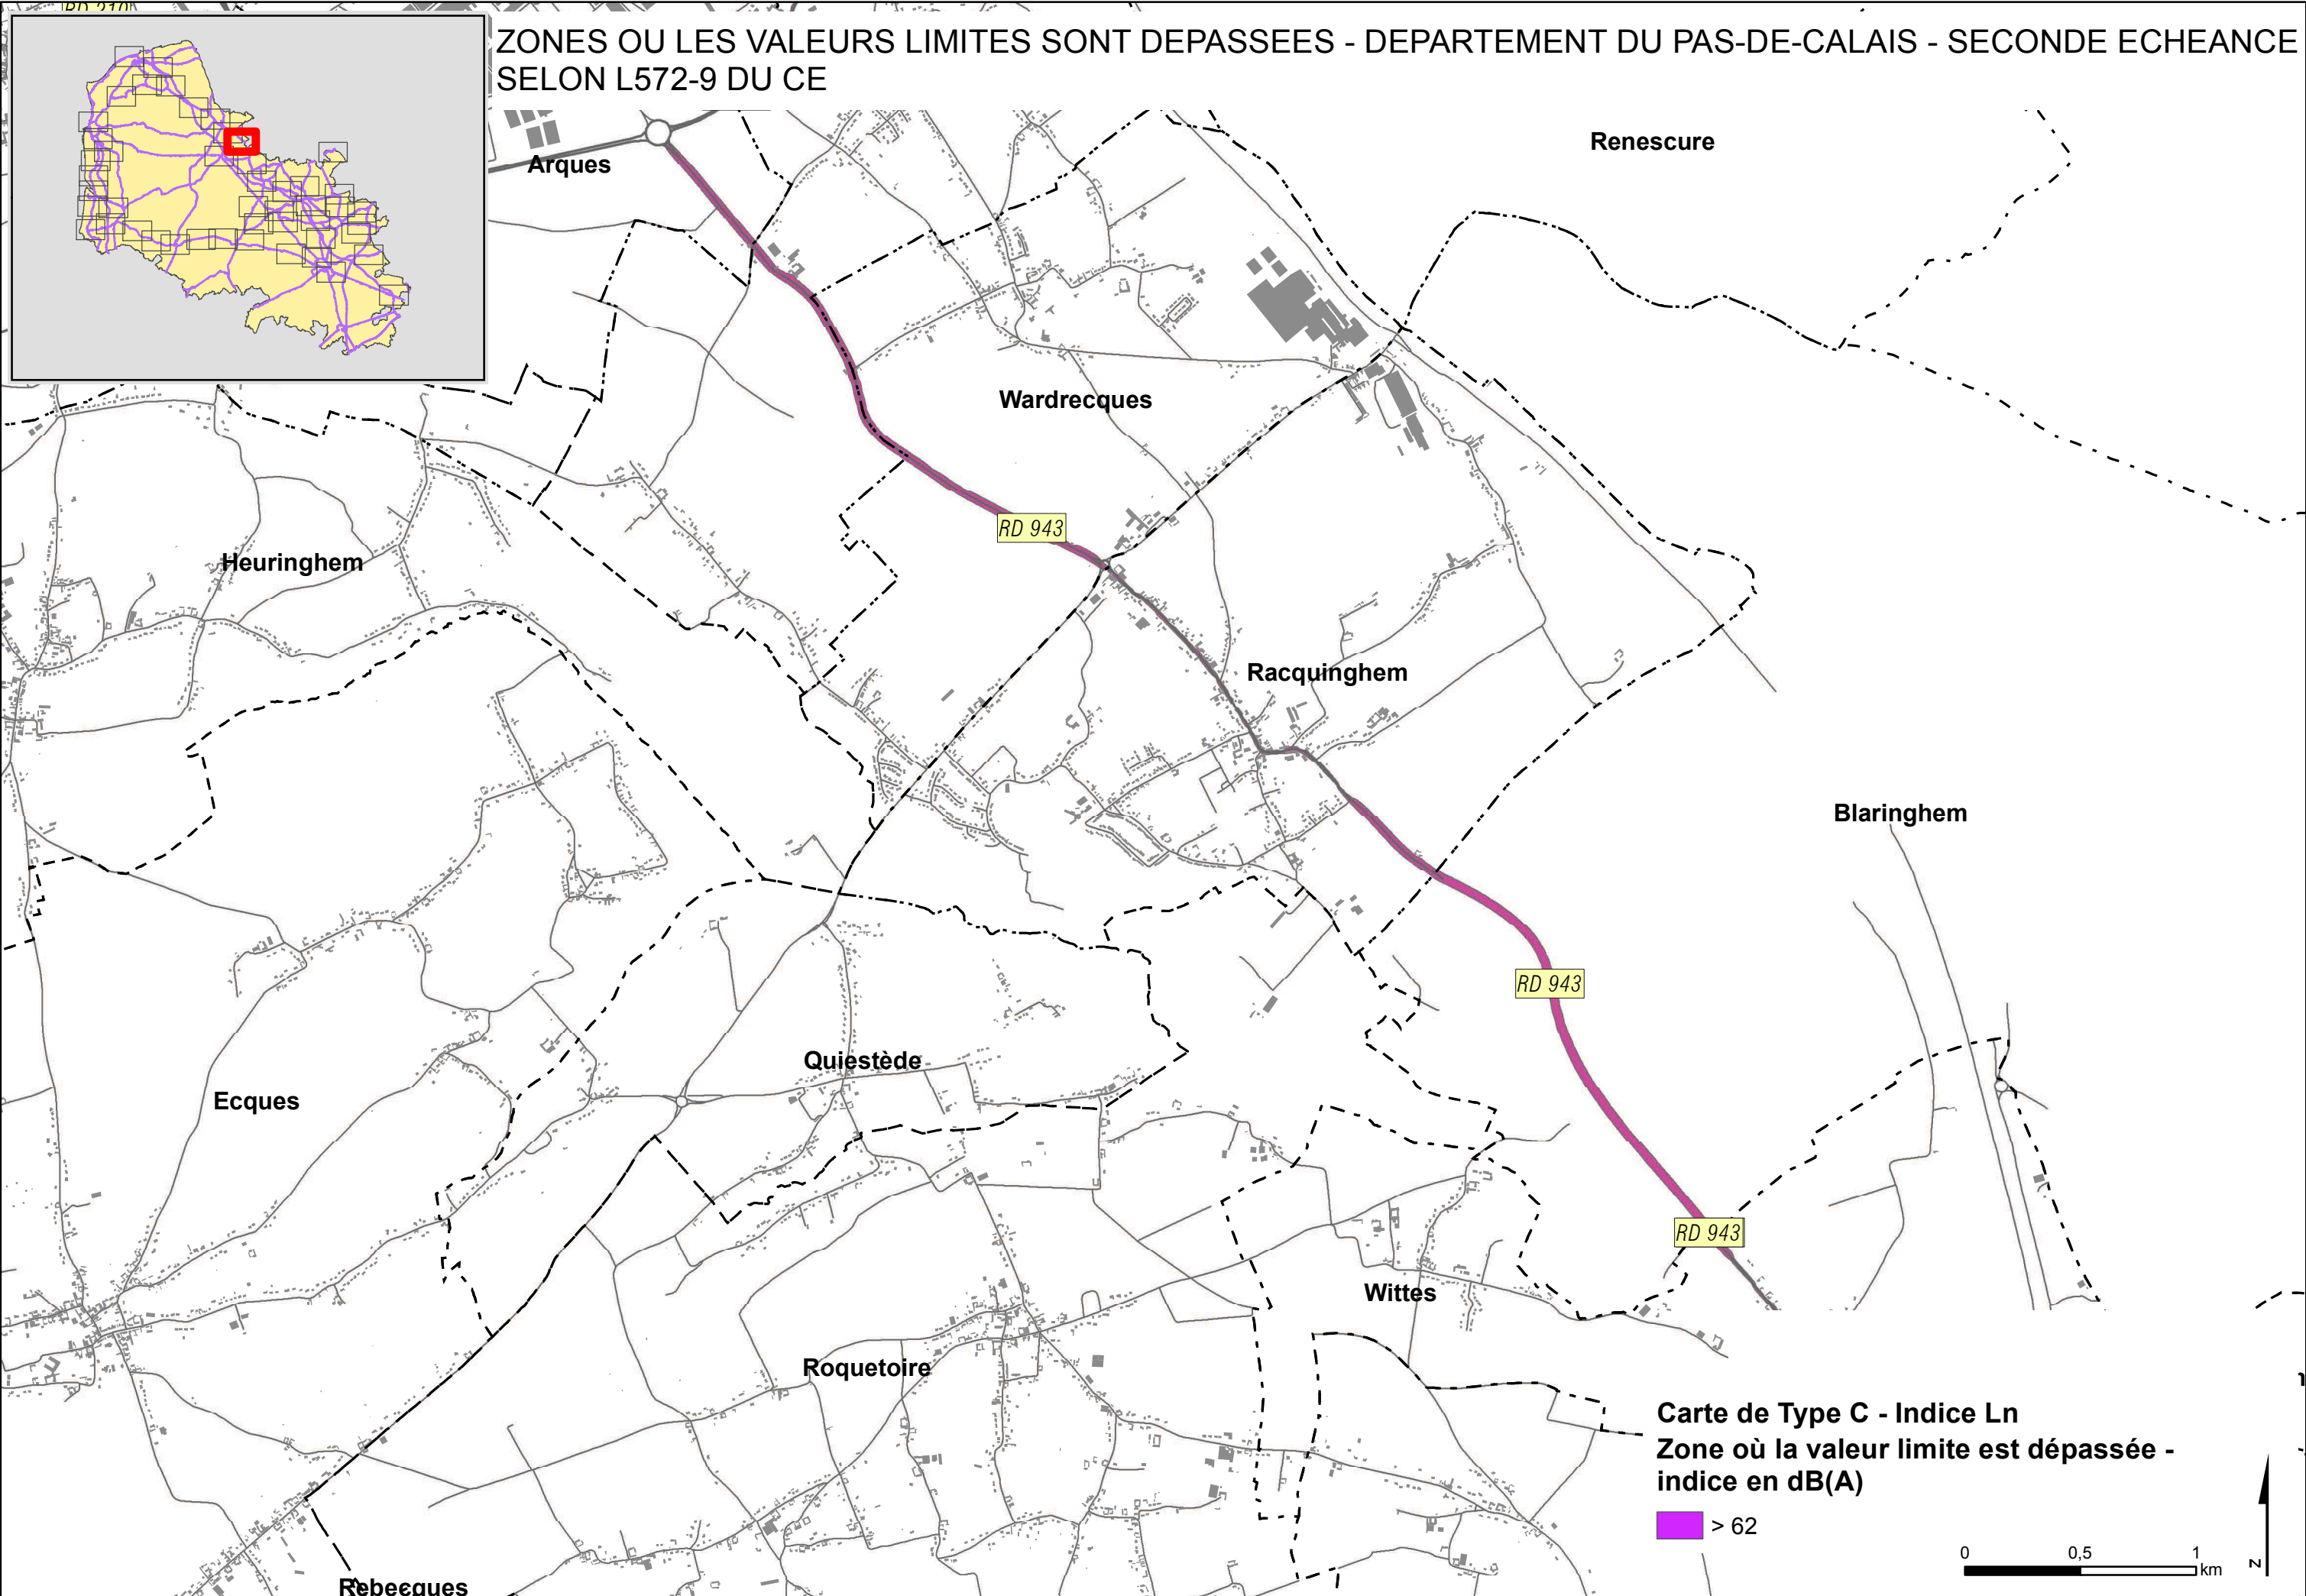 RD 210
ZONES OU LES VALEURS LIMITES SONT DEPASSEES - DEPARTEMENT DU PAS-DE-CALAIS - SECONDE ECHEANCE
SELON L572-9 DU CE
Renescure
Arques
Wardrecques
RD 943
Heuringhem
Racquinghem
Blaringhem
RD 943
Quiestède
Ecques
RD 943
Wittes
Roquetoire
Carte de Type C - Indice Ln
Zone où la valeur limite est dépassée -
indice en dB(A)
> 62
0 0,5 1
km
N
Rebecques